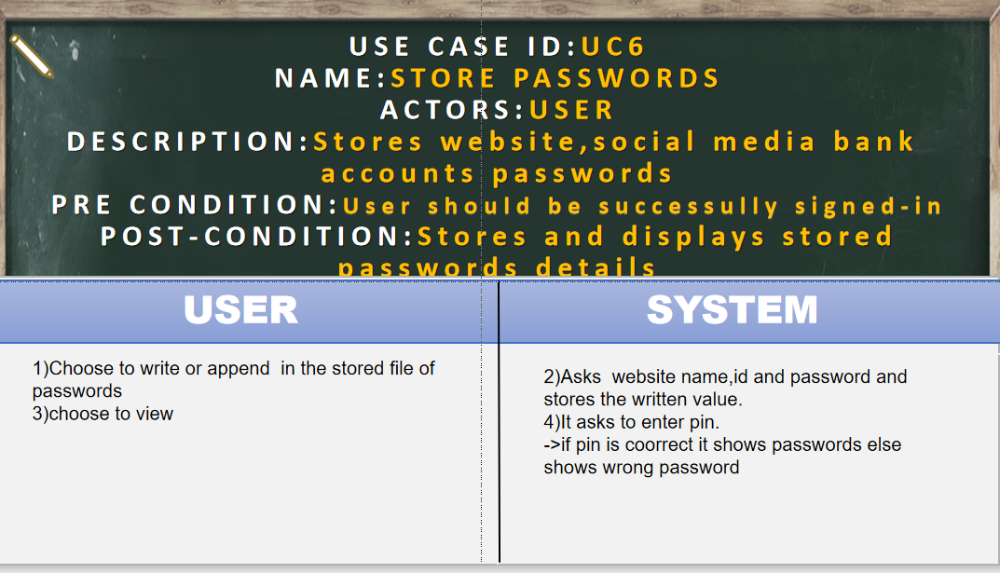 USE CASE ID:UC6
NAME:STORE PASSWORDS
ACTORS:USER
DESCRIPTION:Stores website,social media bank
accounts passwords
PRE CONDITION:User should be successully signed-in
POST-CONDITION:Stores and displays stored
passwords details
USER
SYSTEM
1)Choose to write or append  in the stored file of
passwords
3)choose to view
2)Asks  website name,id and password and
stores the written value.
4)It asks to enter pin.
->if pin is coorrect it shows passwords else
shows wrong password